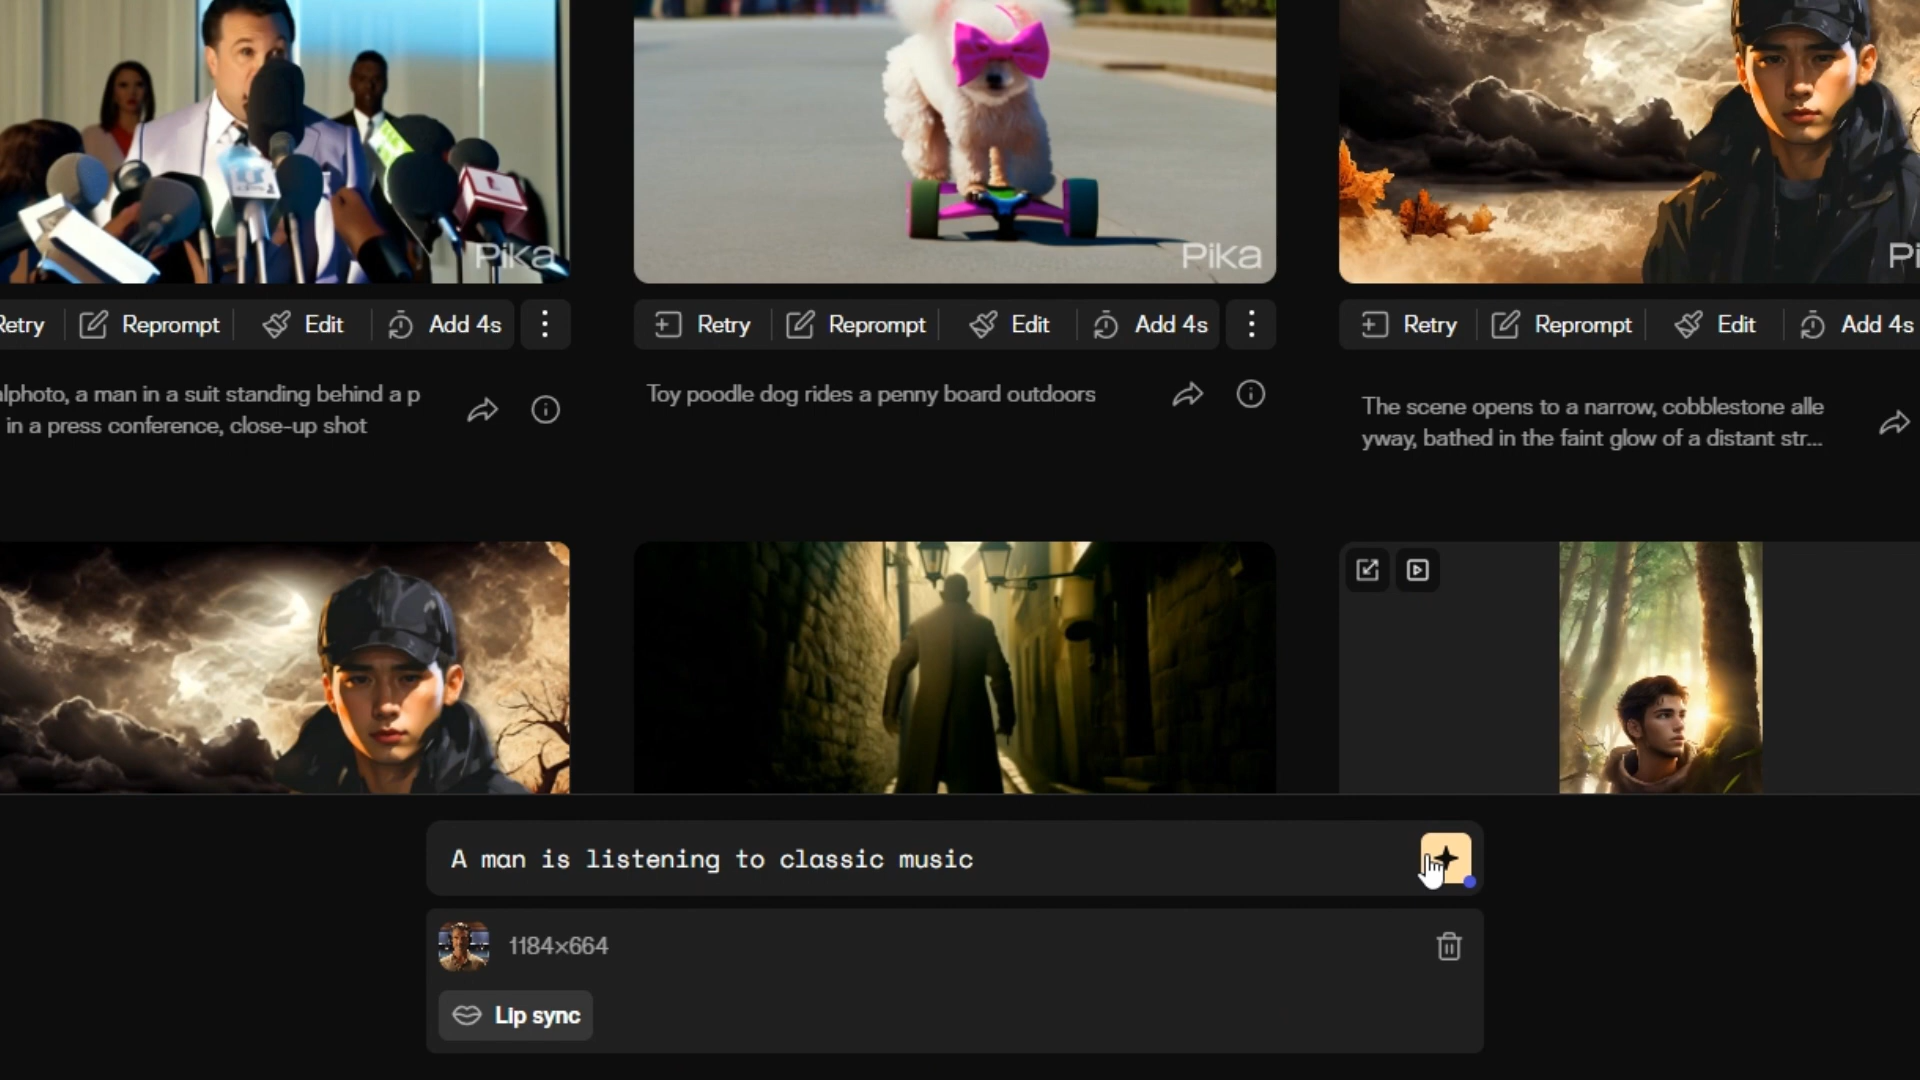 Pika
Pika
Pi
Retry
Reprompt
Edit
Add 4s
Retry
Reprompt
Edit
Add 4s
Retry
Reprompt
Edit
Add 4s
lphoto, a man in a suit standing behind a p
in a press conference, close-up shot
Toy poodle dog rides a penny board outdoors
The scene opens to a narrow, cobblestone alle
yway, bathed in the faint glow of a distant str...
A man is listening to classic music
1184×664
Lip sync